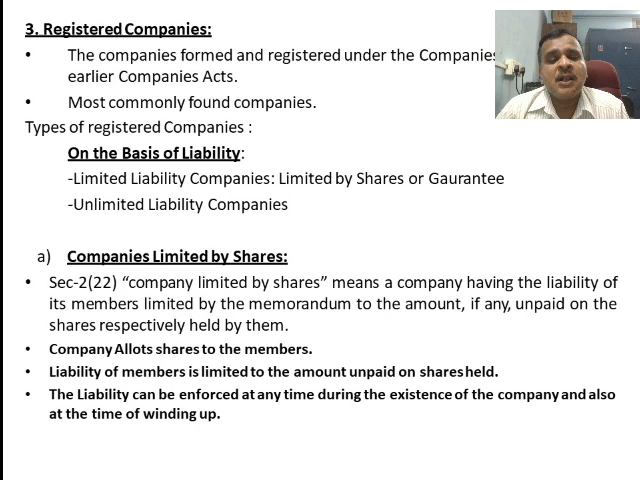 3. Registered Companies:
• The companies formed and registered under the Companies
earlier Companies Acts.
• Most commonly found companies.
Types of registered Companies :
On the Basis of Liability:
-Limited Liability Companies: Limited by Shares or Gaurantee
-Unlimited Liability Companies
a) Companies Limited by Shares:
• Sec-2(22) “company limited by shares” means a company having the liability of
its members limited by the memorandum to the amount, if any, unpaid on the
shares respectively held by them.
• Company Allots shares to the members.
• Liability of members is limited to the amount unpaid on shares held.
• The Liability can be enforced at any time during the existence of the company and also
at the time of winding up.